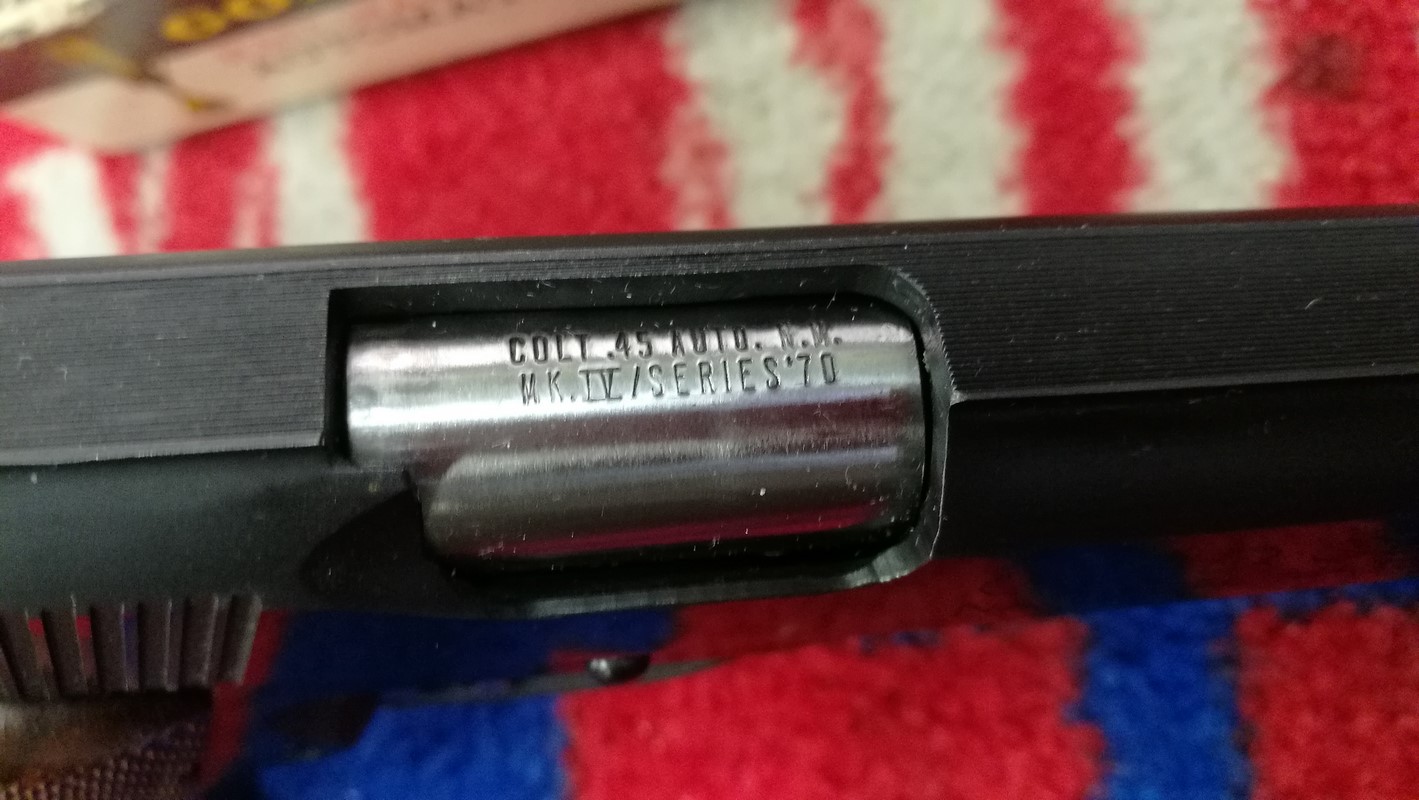 COLT .45 AUTO. N.M.
MK.IV/SERIES'70